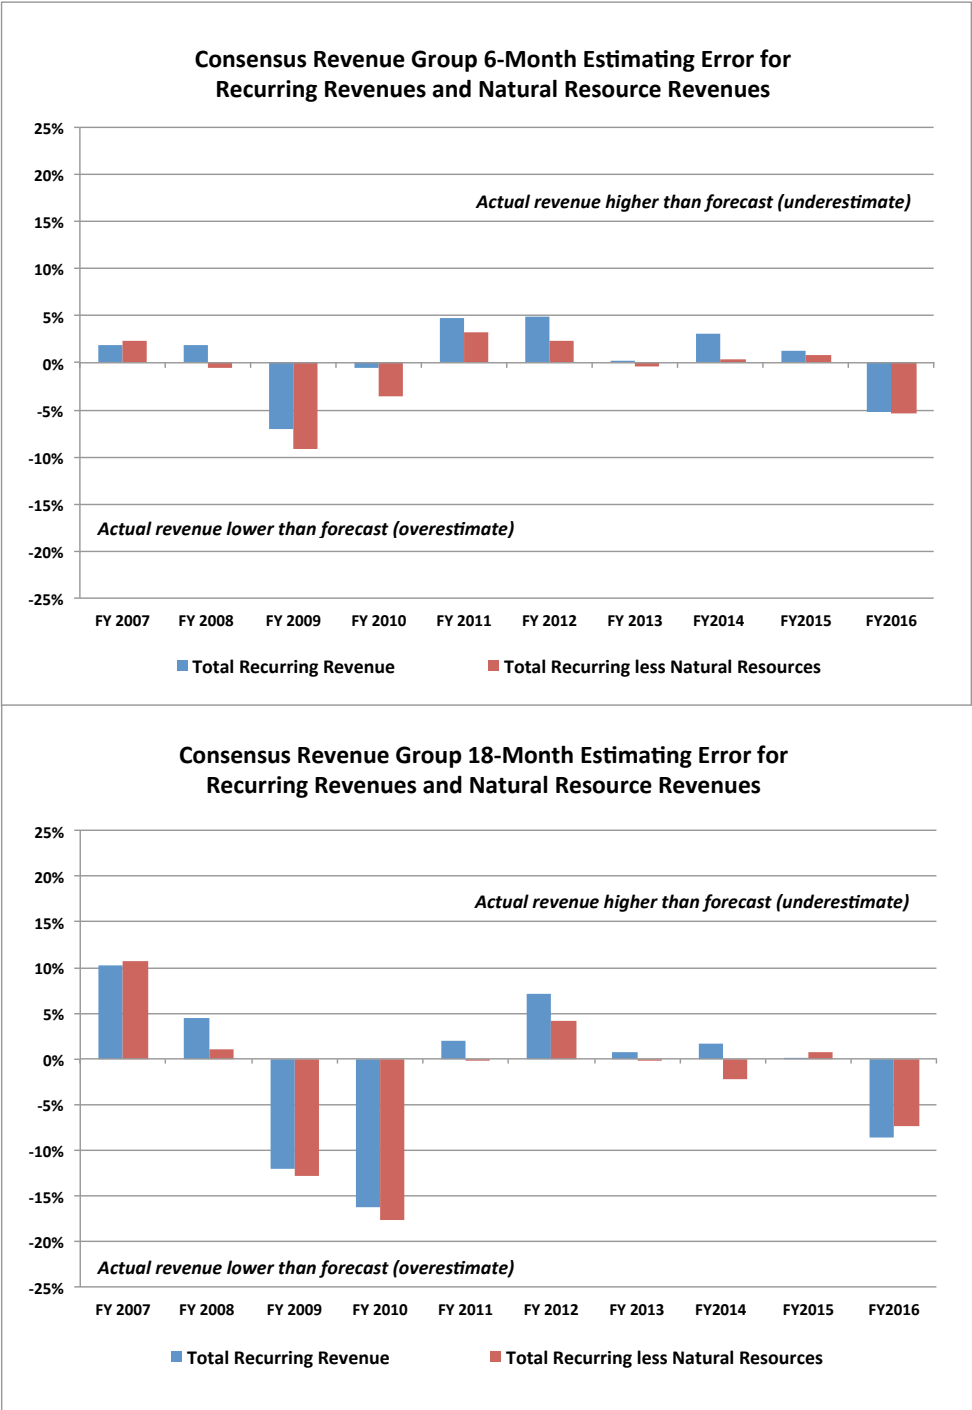 Consensus Revenue Group 6-Month Estimating Error for
Recurring Revenues and Natural Resource Revenues
25%
20%
Actual revenue higher than forecast (underestimate)
15%
10%
5%
0%
-5%
-10%
-15%
Actual revenue lower than forecast (overestimate)
-20%
-25%
FY 2007 FY 2008 FY 2009 FY 2010 FY 2011 FY 2012 FY 2013 FY2014 FY2015 FY2016
Total Recurring Revenue Total Recurring less Natural Resources
Consensus Revenue Group 18-Month Estimating Error for
Recurring Revenues and Natural Resource Revenues
25%
20%
Actual revenue higher than forecast (underestimate)
15%
10%
5%
0%
-5%
-10%
-15%
-20%
Actual revenue lower than forecast (overestimate)
-25%
FY 2007 FY 2008 FY 2009 FY 2010 FY 2011 FY 2012 FY 2013 FY2014 FY2015 FY2016
Total Recurring Revenue Total Recurring less Natural Resources